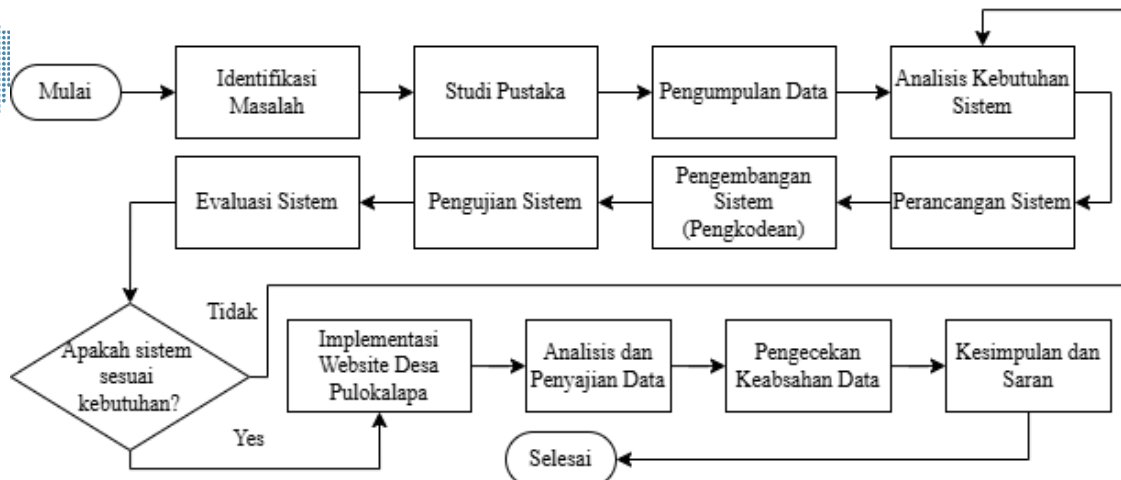 Mulai
Identifikasi
Masalah
Studi Pustaka
Pengumpulan Data
Analisis Kebutuhan
Sistem
Evaluasi Sistem
Pengujian Sistem
Pengembangan
Sistem
(Pengkodean)
Perancangan Sistem
Apakah sistem
sesuai
kebutuhan?
Tidak
Yes
Implementasi
Website Desa
Pulokalapa
Analisis dan
Penyajian Data
Pengecekan
Keabsahan Data
Kesimpulan dan
Saran
Selesai